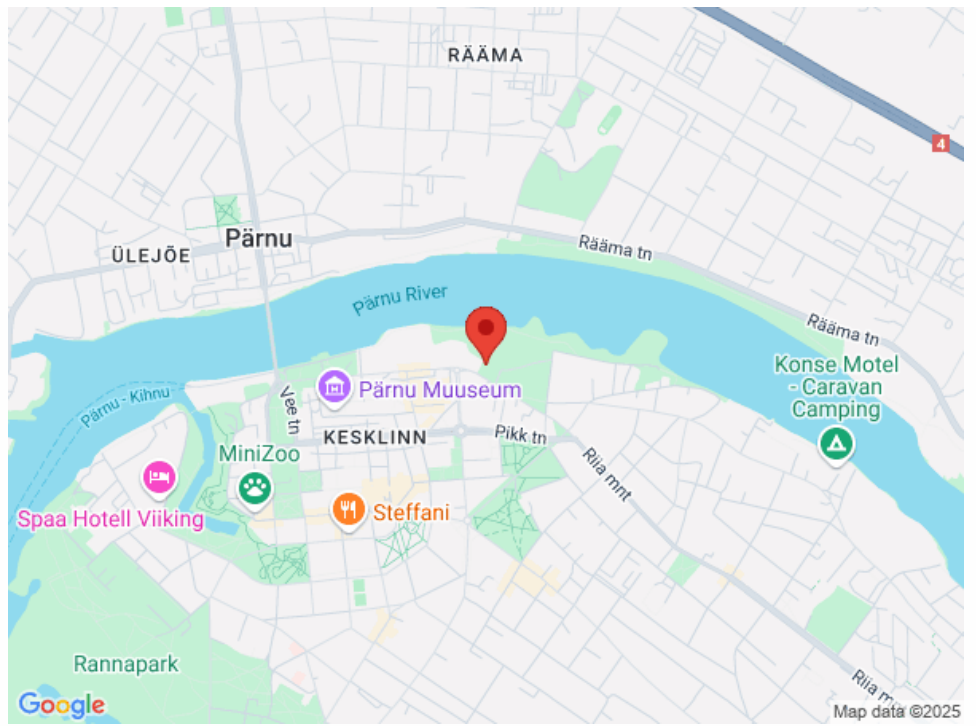 RÄÄMA
4
Pärnu
ÜLEJÕE
Rääma tn
Pärnu River
Rääma tn
Konse Motel
- Caravan
Camping
Pärnu - Kihnu
Vee tn
Pärnu Muuseum
KESKLINN
Pikk tn
MiniZoo
Riia mnt
Spaa Hotell Viiking
Steffani
Rannapark
Riia m
Google
Map data ©2025